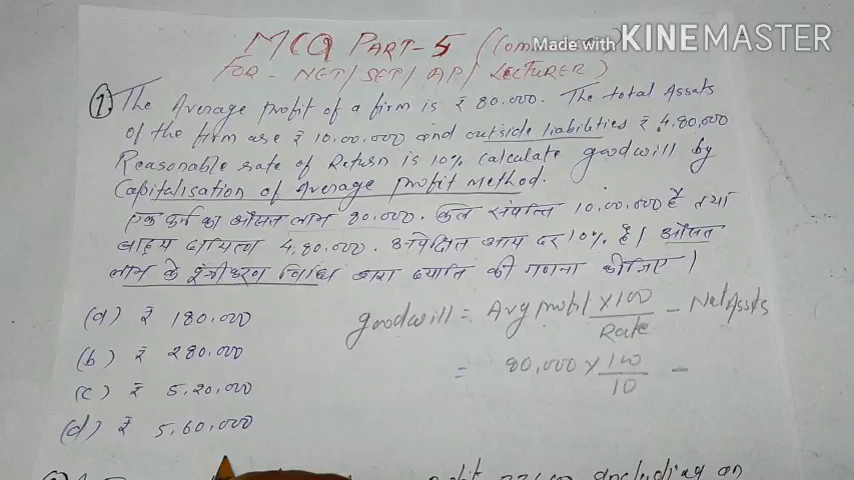 MCQ PART-5 (Commerce
Made with KINEMASTER
FOR - NET/SET/AP/ LECTURER)
1. The Average profit of a firm is ₹ 80.000. The total Assets
of the firm are ₹ 10.00.000 and outside liabilities ₹ 4.80,000
Reasonable rate of Return is 10% calculate goodwill by
Capitalisation of Average profit method.
एक फर्म का औसत लाभ 80.000. कुल संपत्ति 10.00.000 है तथा
बाह्य दायित्व 4,80.000. अपेक्षित आय दर 10% है। औसत
लाभ के पूंजीकरण विधि द्वारा ख्याति की गणना कीजिए।
(a) ₹ 180,000
(b) ₹ 280,000
(c) ₹ 5,20,000
(d) ₹ 5,60,000
goodwill = Avg profit × 100 / Rate - Net Assets
= 80,000 × 100 / 10 -
including an